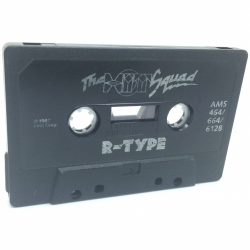 The Hit Squad
AMS
464/
664/
6128
R-TYPE